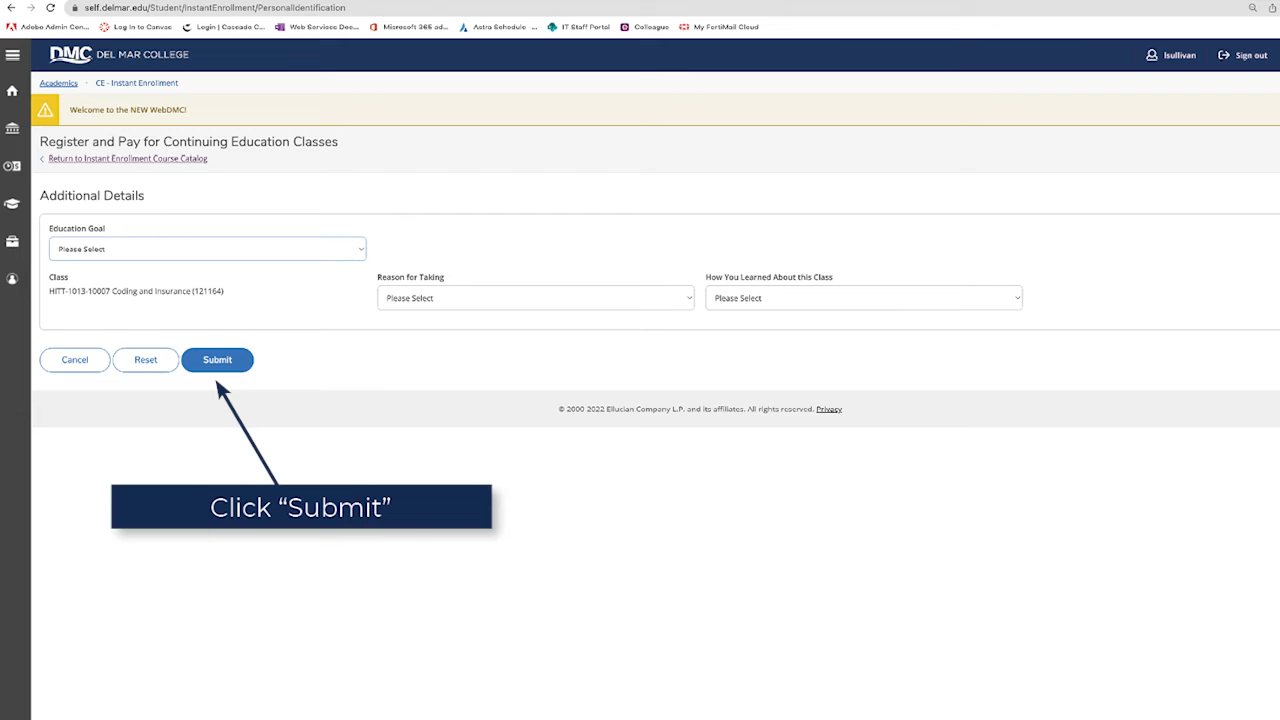 self.delmar.edu/Student/InstantEnrollment/PersonalIdentification
Adobe Admin Con... Log In to Canvas Login | Cascade C... Web Services Doc... Microsoft 365 ad... Astra Schedule ... IT Staff Portal Colleague My FortiMail Cloud
DMC DEL MAR COLLEGE lsullivan Sign out
Academics · CE - Instant Enrollment
Welcome to the NEW WebDMC!
Register and Pay for Continuing Education Classes
< Return to Instant Enrollment Course Catalog
Additional Details
Education Goal
Please Select
Class Reason for Taking How You Learned About this Class
HITT-1013-10007 Coding and Insurance (121164) Please Select Please Select
Cancel Reset Submit
© 2000 2022 Ellucian Company L.P. and its affiliates. All rights reserved. Privacy
Click “Submit”